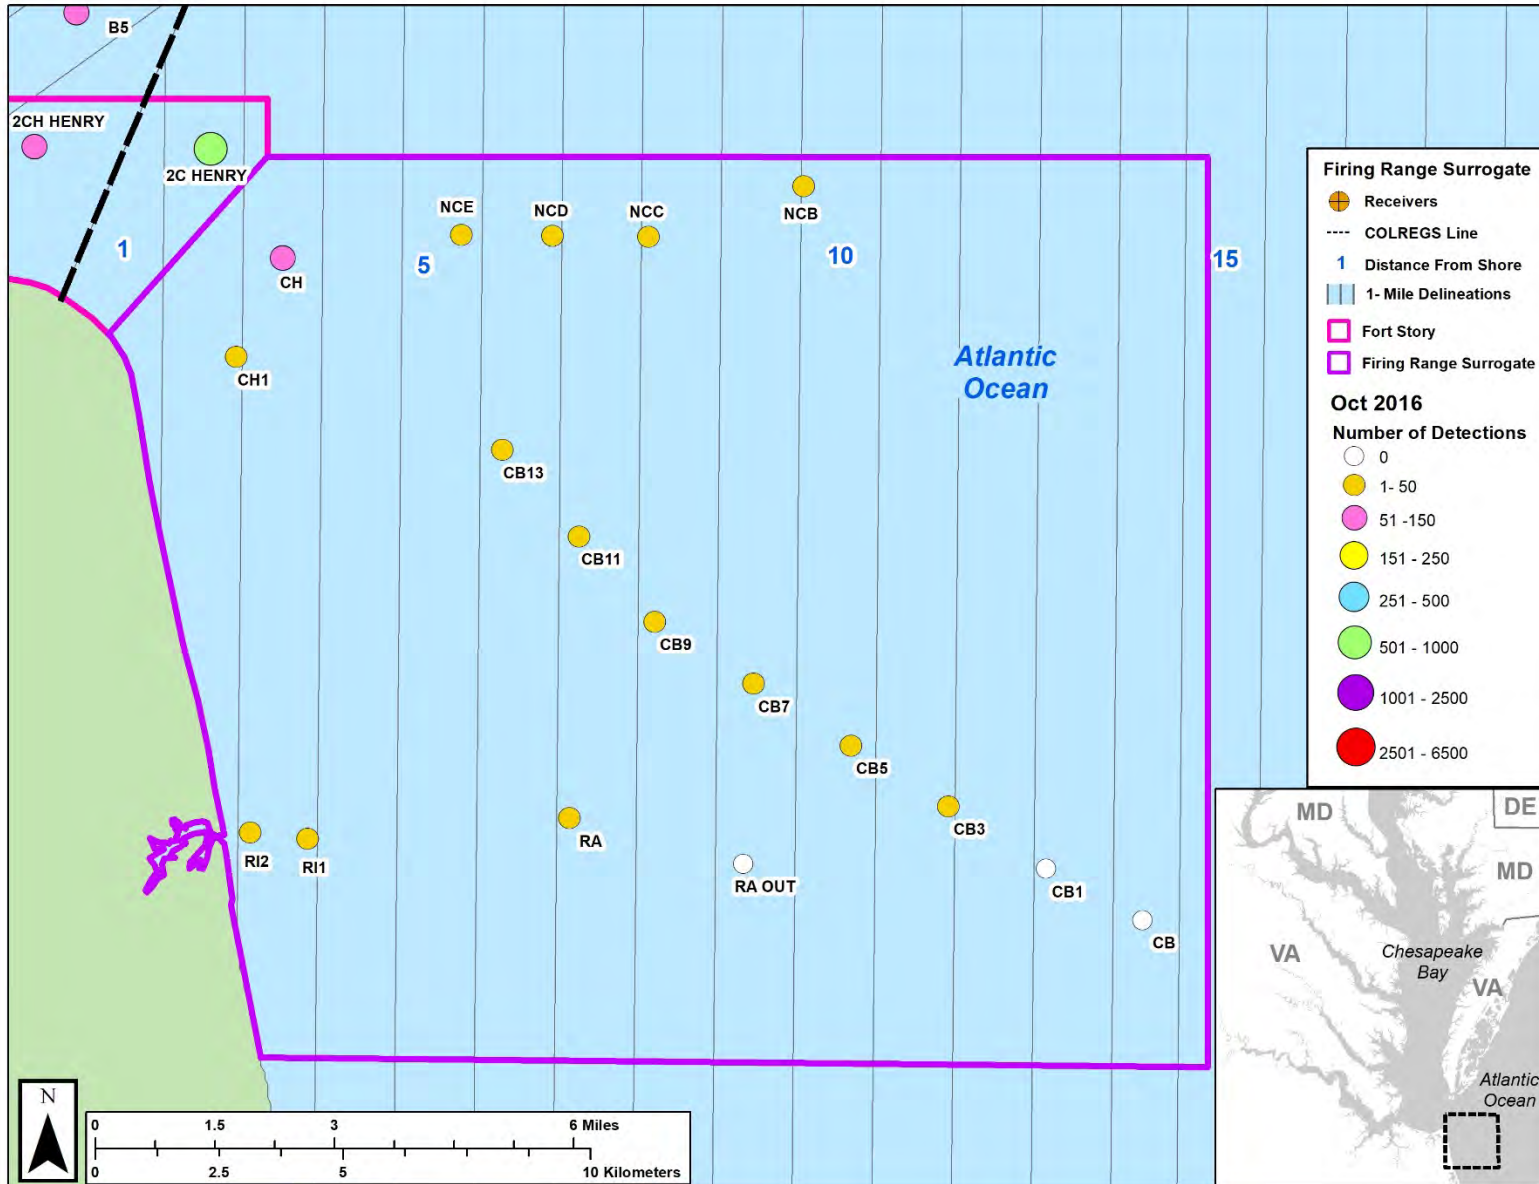 B5
2CH HENRY
2C HENRY
1
CH
NCE
NCD
NCC
NCB
5
10
15
CH1
Atlantic
Ocean
CB13
CB11
CB9
CB7
CB5
CB3
RI2
RI1
RA
RA OUT
CB1
CB
Firing Range Surrogate
Receivers
COLREGS Line
1 Distance From Shore
1- Mile Delineations
Fort Story
Firing Range Surrogate
Oct 2016
Number of Detections
0
1- 50
51 -150
151 - 250
251 - 500
501 - 1000
1001 - 2500
2501 - 6500
MD
DE
MD
VA
Chesapeake
Bay
VA
Atlantic
Ocean
N
0 1.5 3 6 Miles
0 2.5 5 10 Kilometers